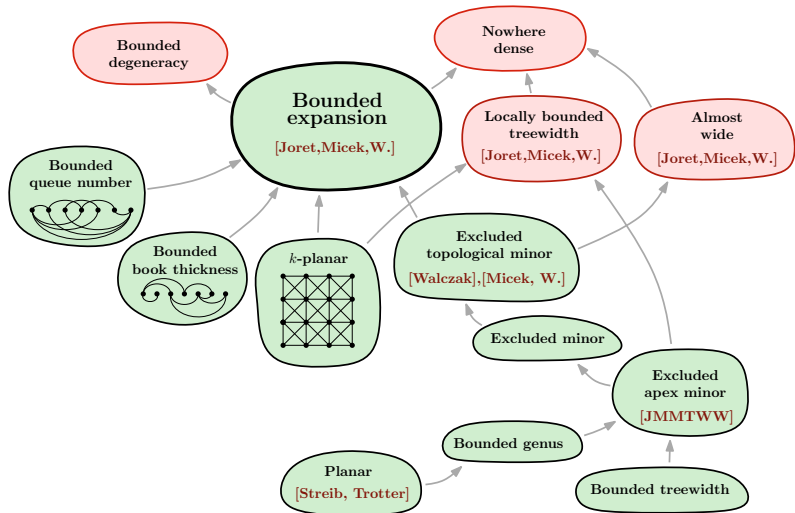 Bounded
degeneracy
Nowhere
dense
Bounded
expansion
[Joret,Micek,W.]
Locally bounded
treewidth
[Joret,Micek,W.]
Almost
wide
[Joret,Micek,W.]
Bounded
queue number
Bounded
book thickness
k-planar
Excluded
topological minor
[Walczak],[Micek, W.]
Excluded minor
Excluded
apex minor
[JMMTWW]
Bounded genus
Planar
[Streib, Trotter]
Bounded treewidth